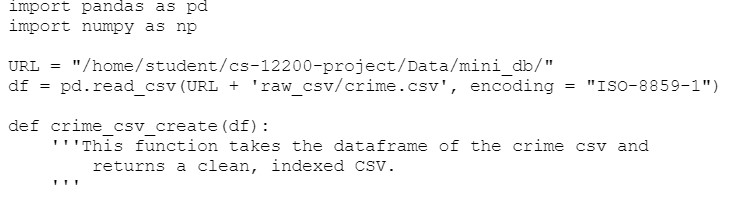 import pandas as pd
import numpy as np
URL = "/home/student/cs-12200-project/Data/mini_db/"
df = pd.read_csv(URL + 'raw_csv/crime.csv', encoding = "ISO-8859-1")
def crime_csv_create(df):
'''This function takes the dataframe of the crime csv and
returns a clean, indexed CSV.
'''